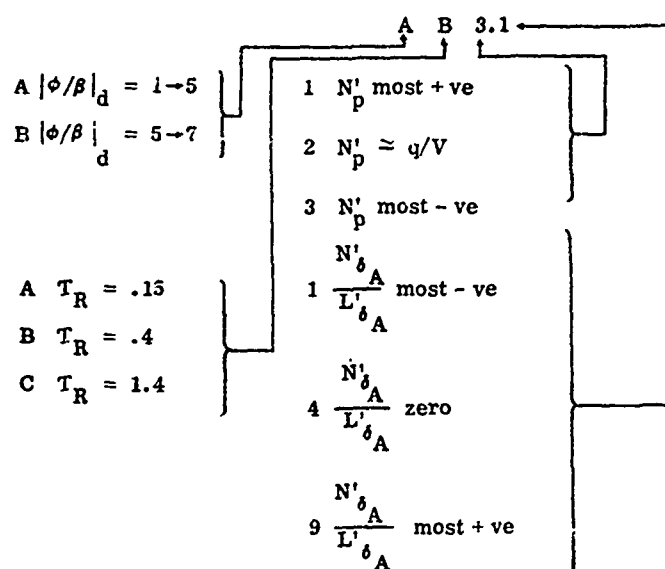 A B 3.1
A |ϕ/β|d = 1→5
B |ϕ/β|d = 5→7
1 N'p most +ve
2 N'p ≃ q/V
3 N'p most -ve
A TR = .15
B TR = .4
C TR = 1.4
1 N'δA / L'δA most -ve
4 Ṅ'δA / L'δA zero
9 N'δA / L'δA most +ve